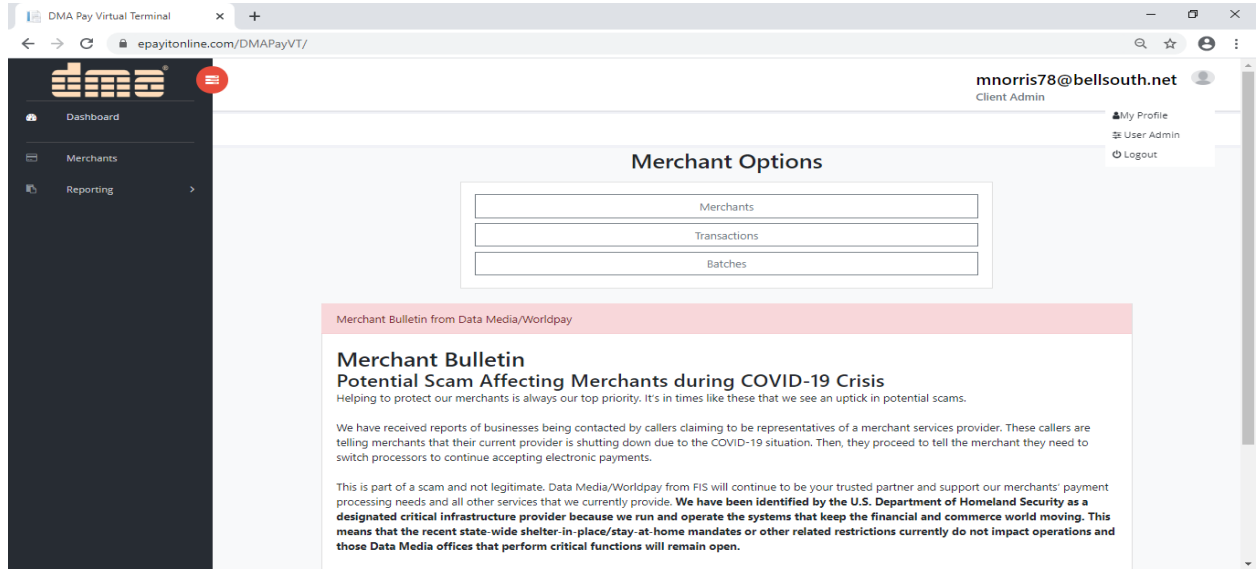 DMA Pay Virtual Terminal
epayitonline.com/DMAPayVT/
dma®
mnorris78@bellsouth.net
Client Admin
My Profile
User Admin
Logout
Dashboard
Merchants
Reporting
Merchant Options
Merchants
Transactions
Batches
Merchant Bulletin from Data Media/Worldpay
Merchant Bulletin
Potential Scam Affecting Merchants during COVID-19 Crisis
Helping to protect our merchants is always our top priority. It's in times like these that we see an uptick in potential scams.
We have received reports of businesses being contacted by callers claiming to be representatives of a merchant services provider. These callers are
telling merchants that their current provider is shutting down due to the COVID-19 situation. Then, they proceed to tell the merchant they need to
switch processors to continue accepting electronic payments.
This is part of a scam and not legitimate. Data Media/Worldpay from FIS will continue to be your trusted partner and support our merchants' payment
processing needs and all other services that we currently provide. We have been identified by the U.S. Department of Homeland Security as a
designated critical infrastructure provider because we run and operate the systems that keep the financial and commerce world moving. This
means that the recent state-wide shelter-in-place/stay-at-home mandates or other related restrictions currently do not impact operations and
those Data Media offices that perform critical functions will remain open.